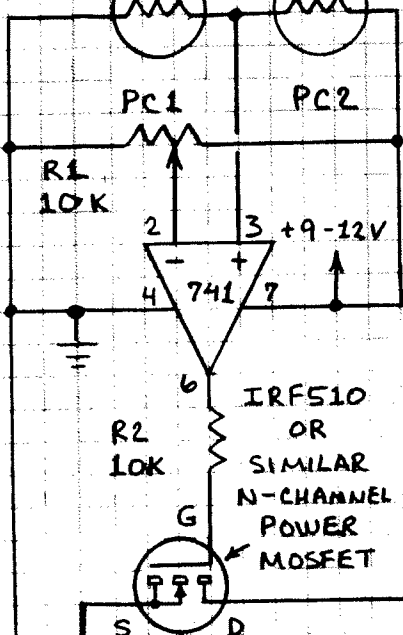 PC1
PC2
R1
10K
2
3
+9-12V
-
+
4
741
7
6
IRF510
OR
SIMILAR
N-CHANNEL
POWER
MOSFET
R2
10K
G
S
D